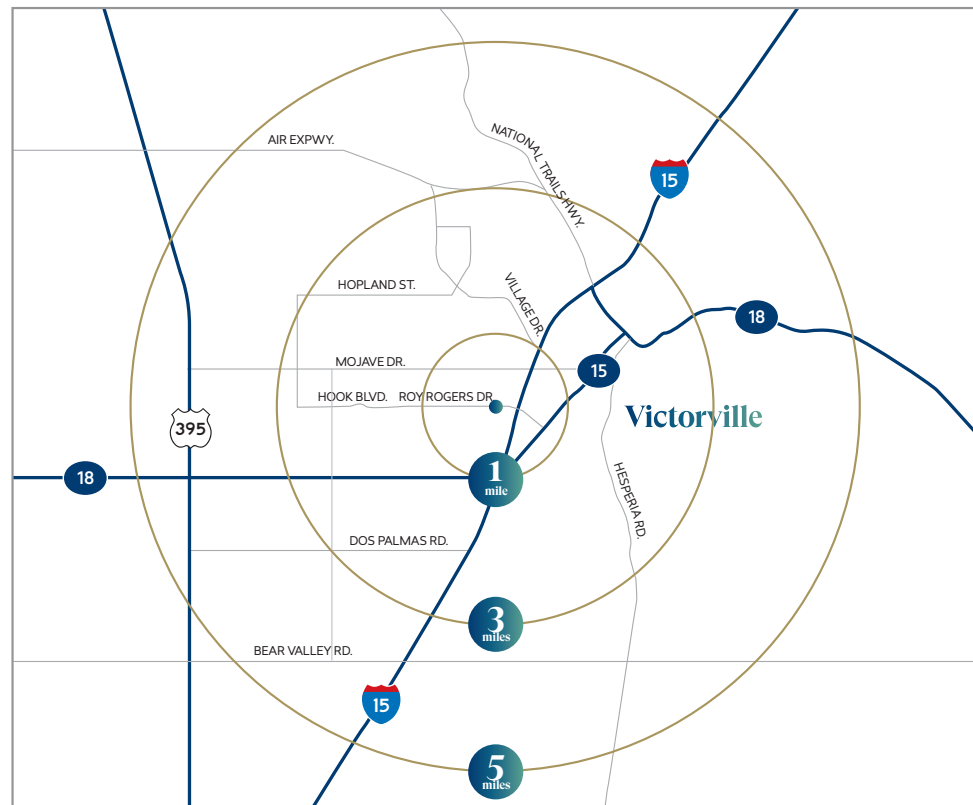 AIR EXPWY.
NATIONAL TRAILS HWY.
15
HOPLAND ST.
VILLAGE DR.
18
MOJAVE DR.
15
HOOK BLVD.
ROY ROGERS DR.
Victorville
395
18
1
mile
HESPERIA RD.
DOS PALMAS RD.
3
miles
BEAR VALLEY RD.
15
5
miles